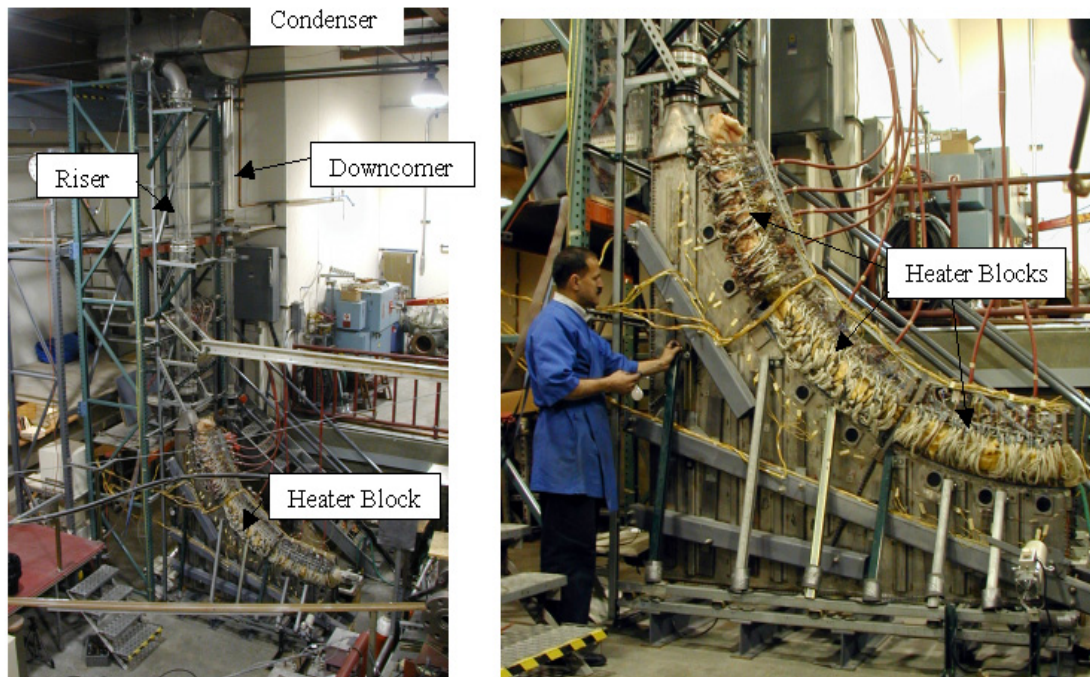 Condenser
Riser
Downcomer
Heater Block
Heater Blocks